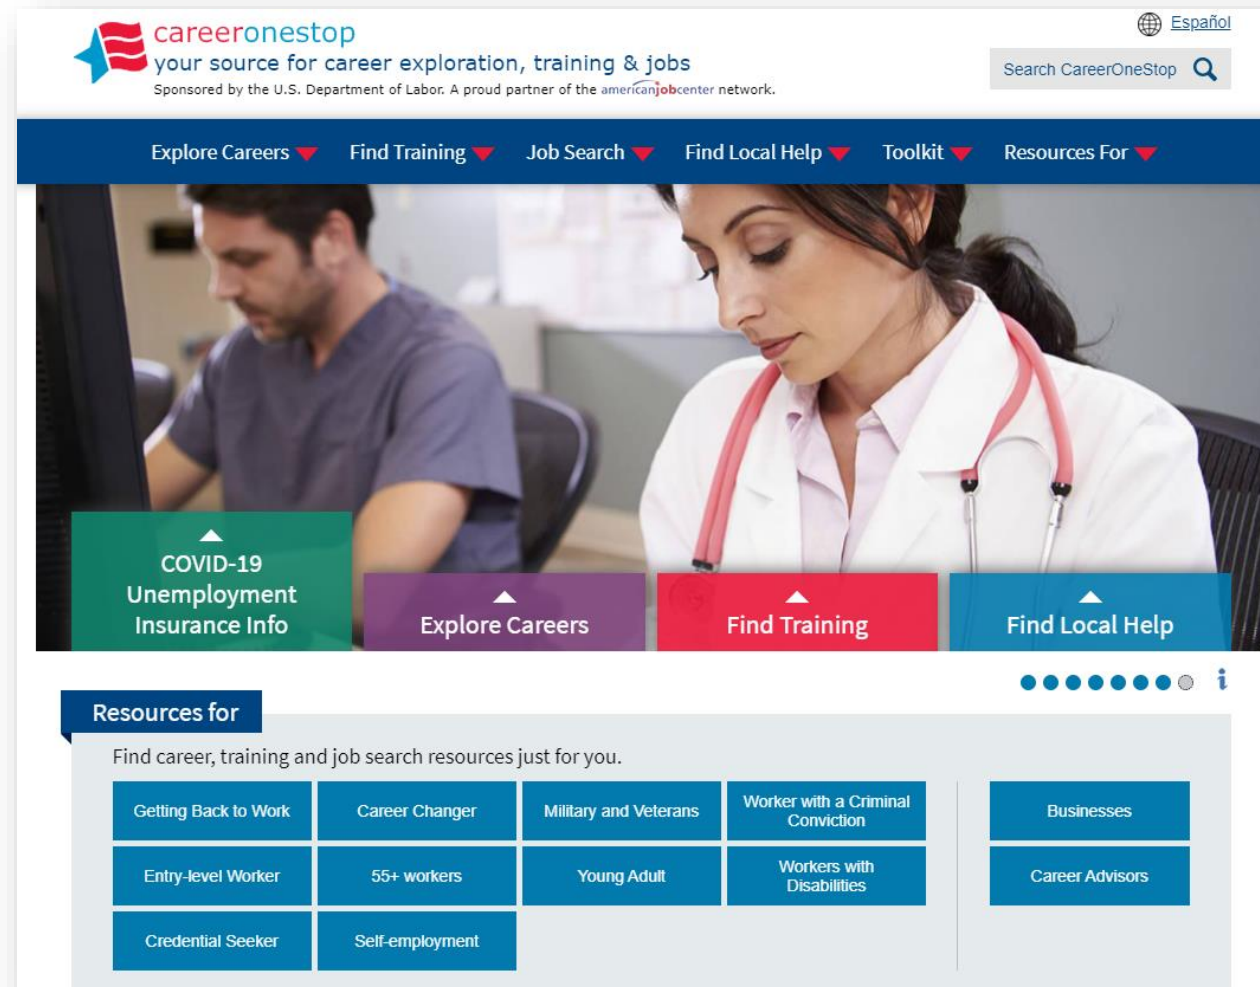 careeronestop
your source for career exploration, training & jobs
Sponsored by the U.S. Department of Labor. A proud partner of the americanjobcenter network.
Español
Search CareerOneStop
Explore Careers
Find Training
Job Search
Find Local Help
Toolkit
Resources For
COVID-19
Unemployment
Insurance Info
Explore Careers
Find Training
Find Local Help
i
Resources for
Find career, training and job search resources just for you.
Getting Back to Work
Career Changer
Military and Veterans
Worker with a Criminal
Conviction
Businesses
Entry-level Worker
55+ workers
Young Adult
Workers with
Disabilities
Career Advisors
Credential Seeker
Self-employment